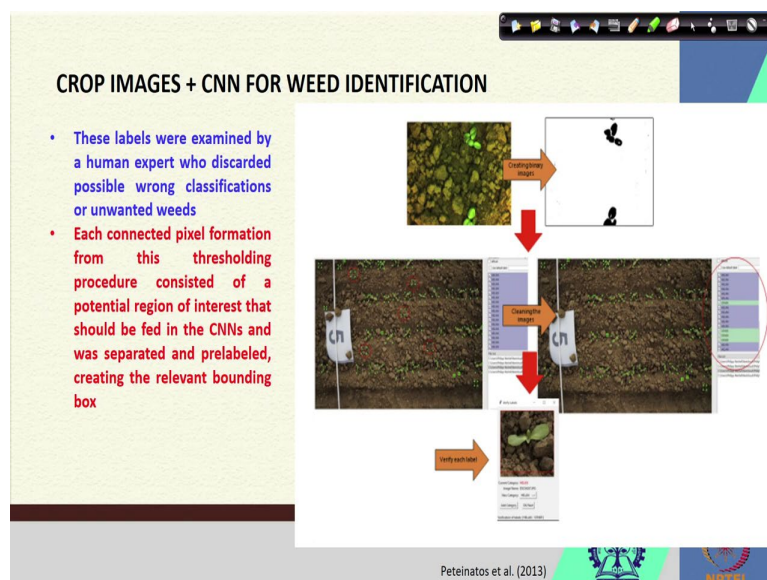 CROP IMAGES + CNN FOR WEED IDENTIFICATION
• These labels were examined by
a human expert who discarded
possible wrong classifications
or unwanted weeds
• Each connected pixel formation
from this thresholding
procedure consisted of a
potential region of interest that
should be fed in the CNNs and
was separated and prelabeled,
creating the relevant bounding
box
Creating binary
images
Cleaning the
images
5
5
Verify each label
Peteinatos et al. (2013)
NPTEL